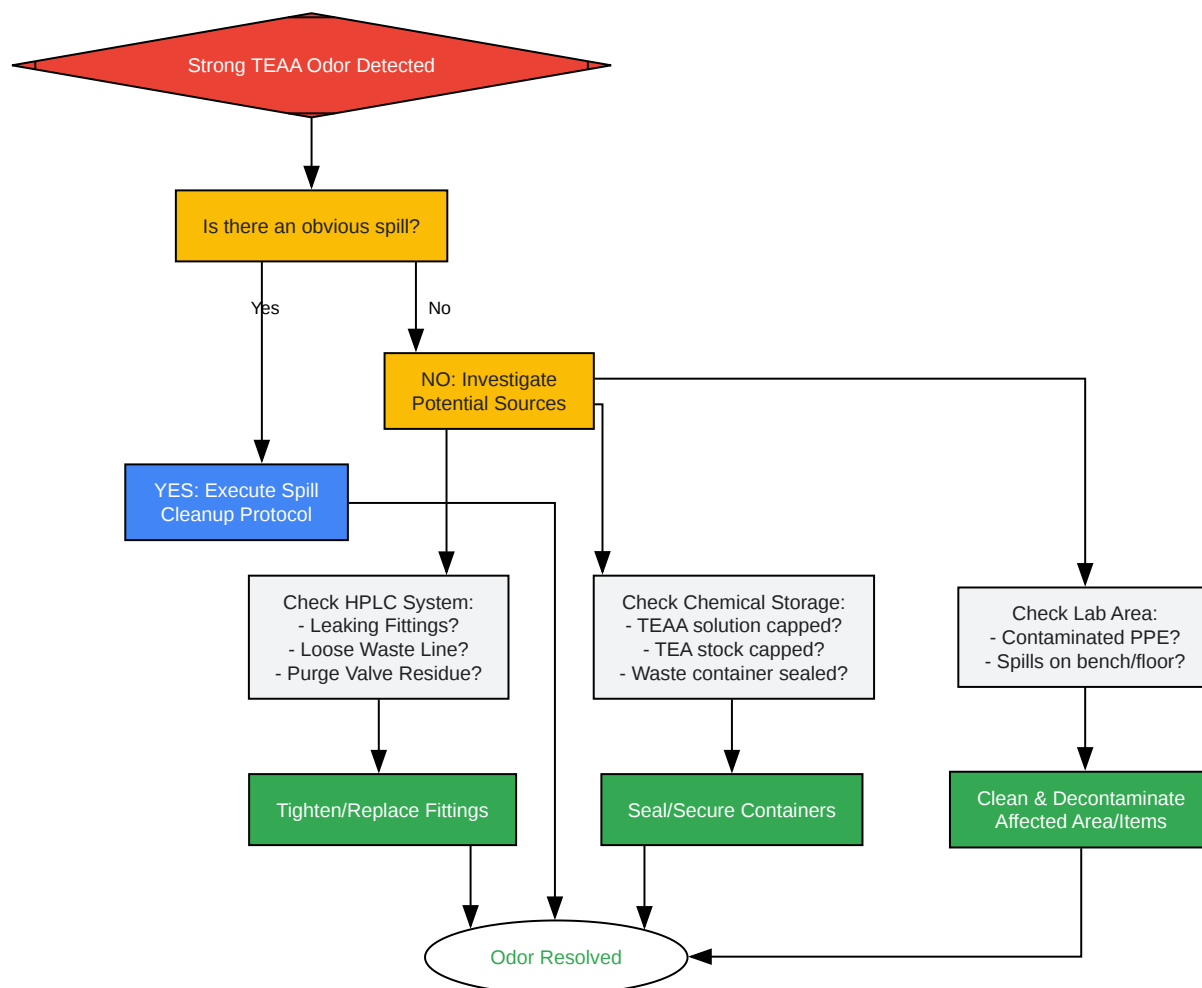 Strong TEAA Odor Detected
Is there an obvious spill?
Yes
No
NO: Investigate
Potential Sources
YES: Execute Spill
Cleanup Protocol
Check HPLC System:
- Leaking Fittings?
- Loose Waste Line?
- Purge Valve Residue?
Check Chemical Storage:
- TEAA solution capped?
- TEA stock capped?
- Waste container sealed?
Check Lab Area:
- Contaminated PPE?
- Spills on bench/floor?
Tighten/Replace Fittings
Seal/Secure Containers
Clean & Decontaminate
Affected Area/Items
Odor Resolved